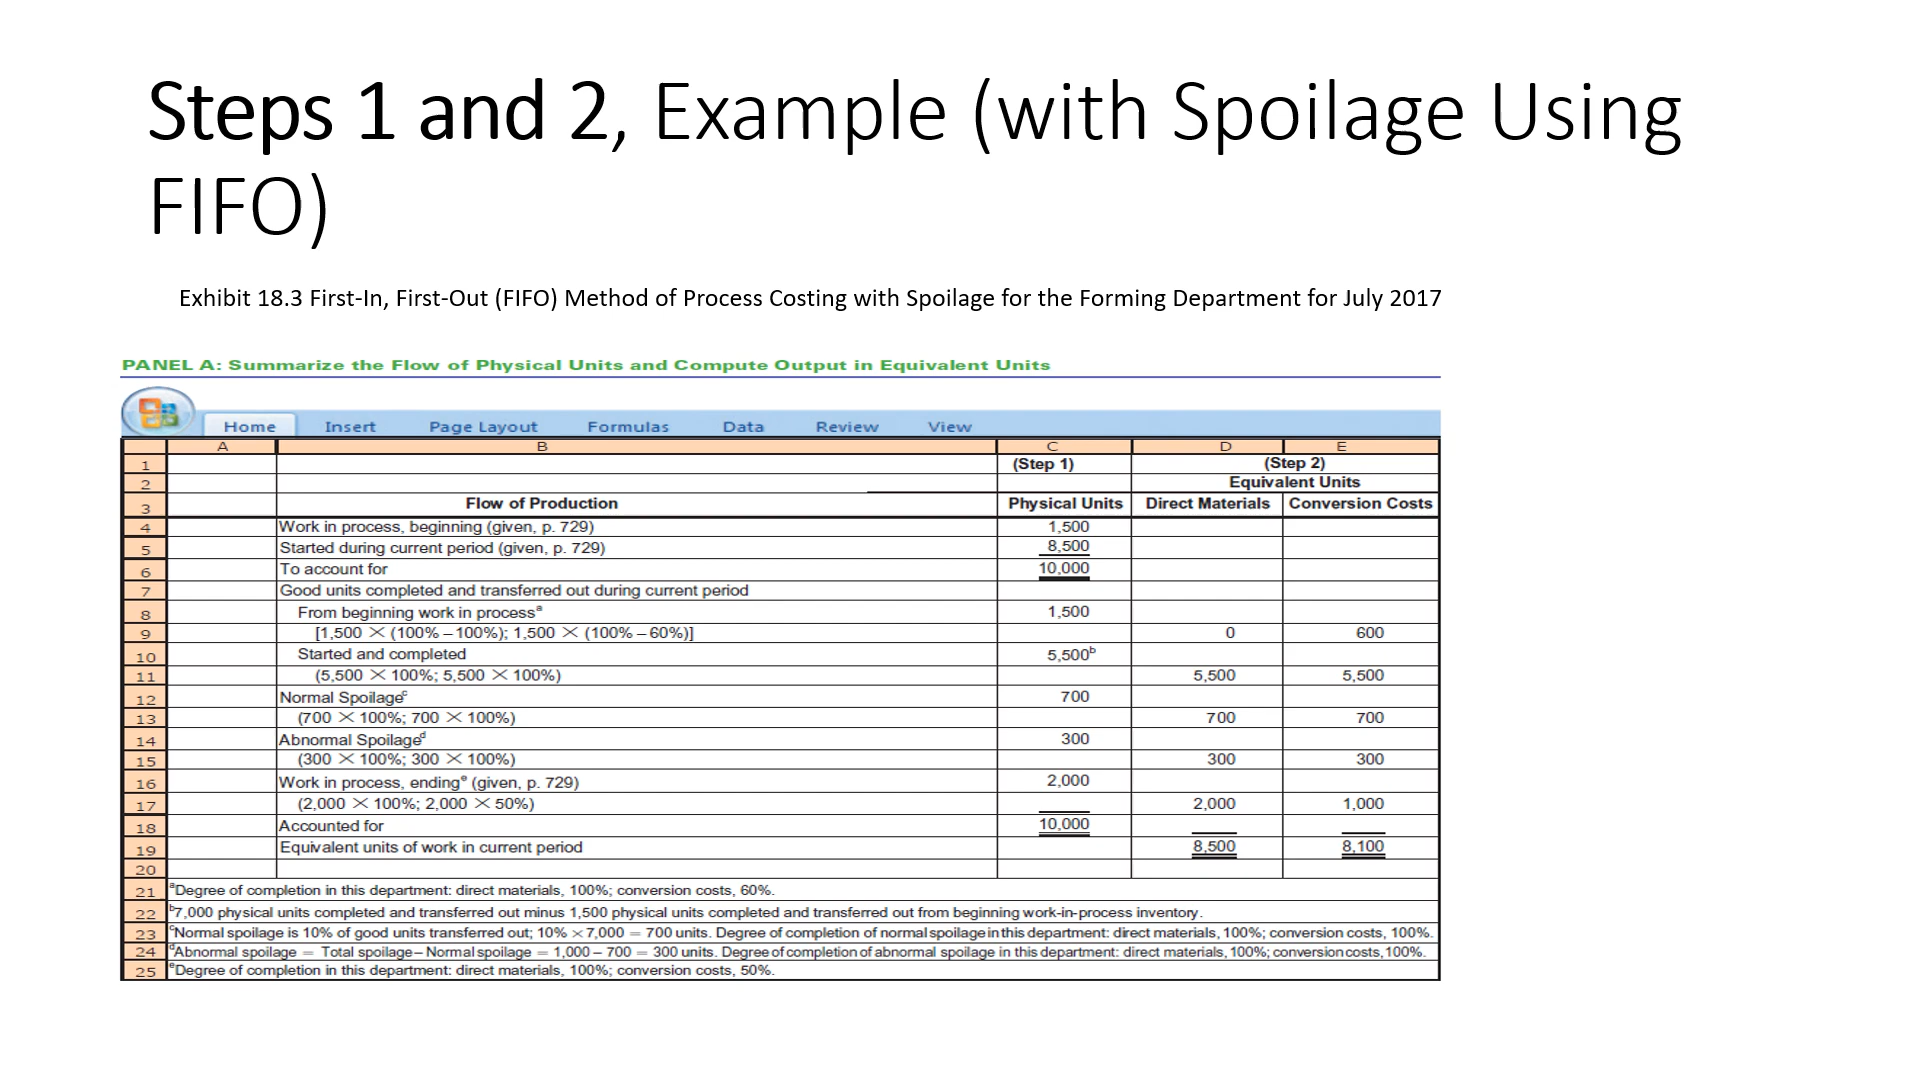 Steps 1 and 2, Example (with Spoilage Using
FIFO)
Exhibit 18.3 First-In, First-Out (FIFO) Method of Process Costing with Spoilage for the Forming Department for July 2017
PANEL A: Summarize the Flow of Physical Units and Compute Output in Equivalent Units
Home Insert Page Layout Formulas Data Review View
A B C D E
1 (Step 1) (Step 2)
2 Equivalent Units
3 Flow of Production Physical Units Direct Materials Conversion Costs
4 Work in process, beginning (given, p. 729) 1,500
5 Started during current period (given, p. 729) 8,500
6 To account for 10,000
7 Good units completed and transferred out during current period
8 From beginning work in processᵃ 1,500
9 [1,500 × (100% – 100%); 1,500 × (100% – 60%)] 0 600
10 Started and completed 5,500ᵇ
11 (5,500 × 100%; 5,500 × 100%) 5,500 5,500
12 Normal Spoilageᶜ 700
13 (700 × 100%; 700 × 100%) 700 700
14 Abnormal Spoilageᵈ 300
15 (300 × 100%; 300 × 100%) 300 300
16 Work in process, endingᵉ (given, p. 729) 2,000
17 (2,000 × 100%; 2,000 × 50%) 2,000 1,000
18 Accounted for 10,000
19 Equivalent units of work in current period 8,500 8,100
20
21 ᵃDegree of completion in this department: direct materials, 100%; conversion costs, 60%.
22 ᵇ7,000 physical units completed and transferred out minus 1,500 physical units completed and transferred out from beginning work-in-process inventory.
23 ᶜNormal spoilage is 10% of good units transferred out; 10% × 7,000 = 700 units. Degree of completion of normal spoilage in this department: direct materials, 100%; conversion costs, 100%.
24 ᵈAbnormal spoilage = Total spoilage – Normal spoilage = 1,000 – 700 = 300 units. Degree of completion of abnormal spoilage in this department: direct materials, 100%; conversion costs, 100%.
25 ᵉDegree of completion in this department: direct materials, 100%; conversion costs, 50%.